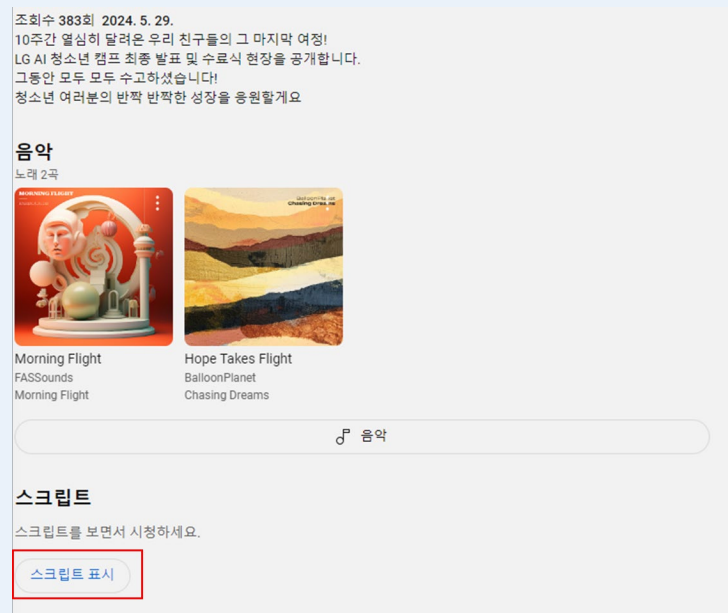 조회수 383회 2024. 5. 29.
10주간 열심히 달려온 우리 친구들의 그 마지막 여정!
LG AI 청소년 캠프 최종 발표 및 수료식 현장을 공개합니다.
그동안 모두 모두 수고하셨습니다!
청소년 여러분의 반짝 반짝한 성장을 응원할게요
음악
노래 2곡
MORNING FLIGHT
Chasing Dreams
Morning Flight
Hope Takes Flight
FASSounds
BalloonPlanet
Morning Flight
Chasing Dreams
음악
스크립트
스크립트를 보면서 시청하세요.
스크립트 표시